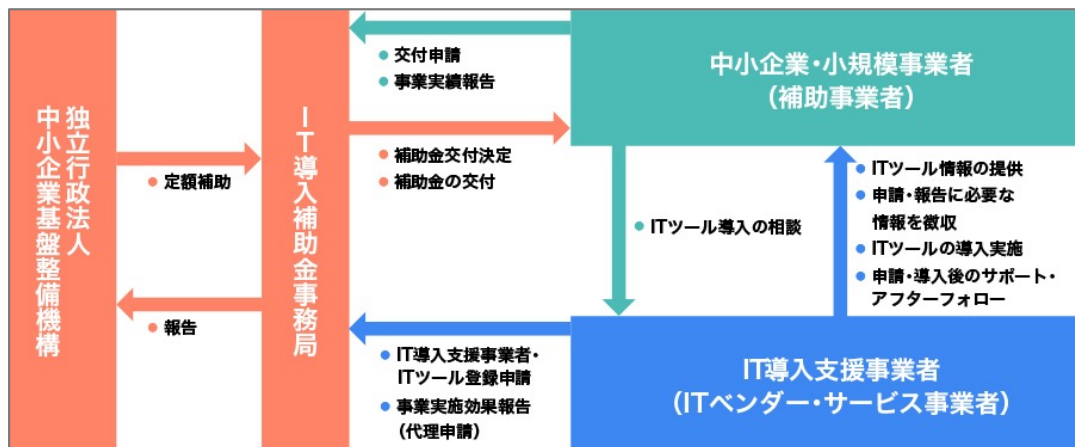 独立行政法人
中小企業基盤整備機構
● 定額補助
● 報告
IT導入補助金事務局
● 交付申請
● 事業実績報告
● 補助金交付決定
● 補助金の交付
● IT導入支援事業者・
ITツール登録申請
● 事業実施効果報告
(代理申請)
中小企業・小規模事業者
(補助事業者)
● ITツール導入の相談
● ITツール情報の提供
● 申請・報告に必要な
情報を徴収
● ITツールの導入実施
● 申請・導入後のサポート・
アフターフォロー
IT導入支援事業者
(ITベンダー・サービス事業者)